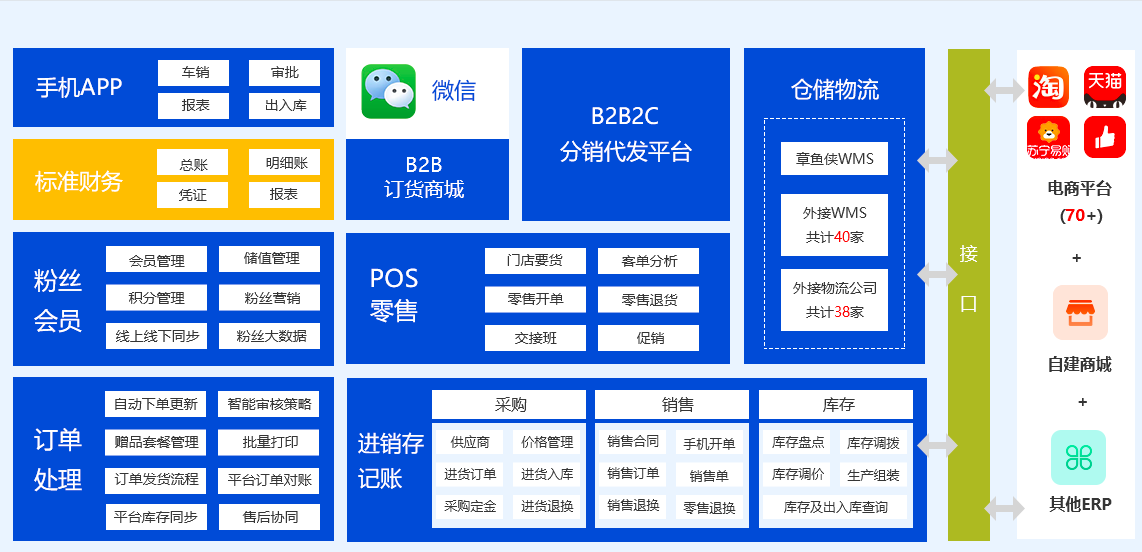 手机APP
车销
审批
报表
出入库
标准财务
总账
明细账
凭证
报表
粉丝
会员
会员管理
储值管理
积分管理
粉丝营销
线上线下同步
粉丝大数据
订单
处理
自动下单更新
智能审核策略
赠品套餐管理
批量打印
订单发货流程
平台订单对账
平台库存同步
售后协同
微信
B2B
订货商城
B2B2C
分销代发平台
POS
零售
门店要货
客单分析
零售开单
零售退货
交接班
促销
仓储物流
章鱼侠WMS
外接WMS
共计40家
外接物流公司
共计38家
进销存
记账
采购
供应商
价格管理
进货订单
进货入库
采购定金
进货退换
销售
销售合同
手机开单
销售订单
销售单
销售退换
零售退换
库存
库存盘点
库存调拨
库存调价
生产组装
库存及出入库查询
接
口
淘
天猫
苏宁易购
电商平台
(70+)
+
自建商城
+
其他ERP